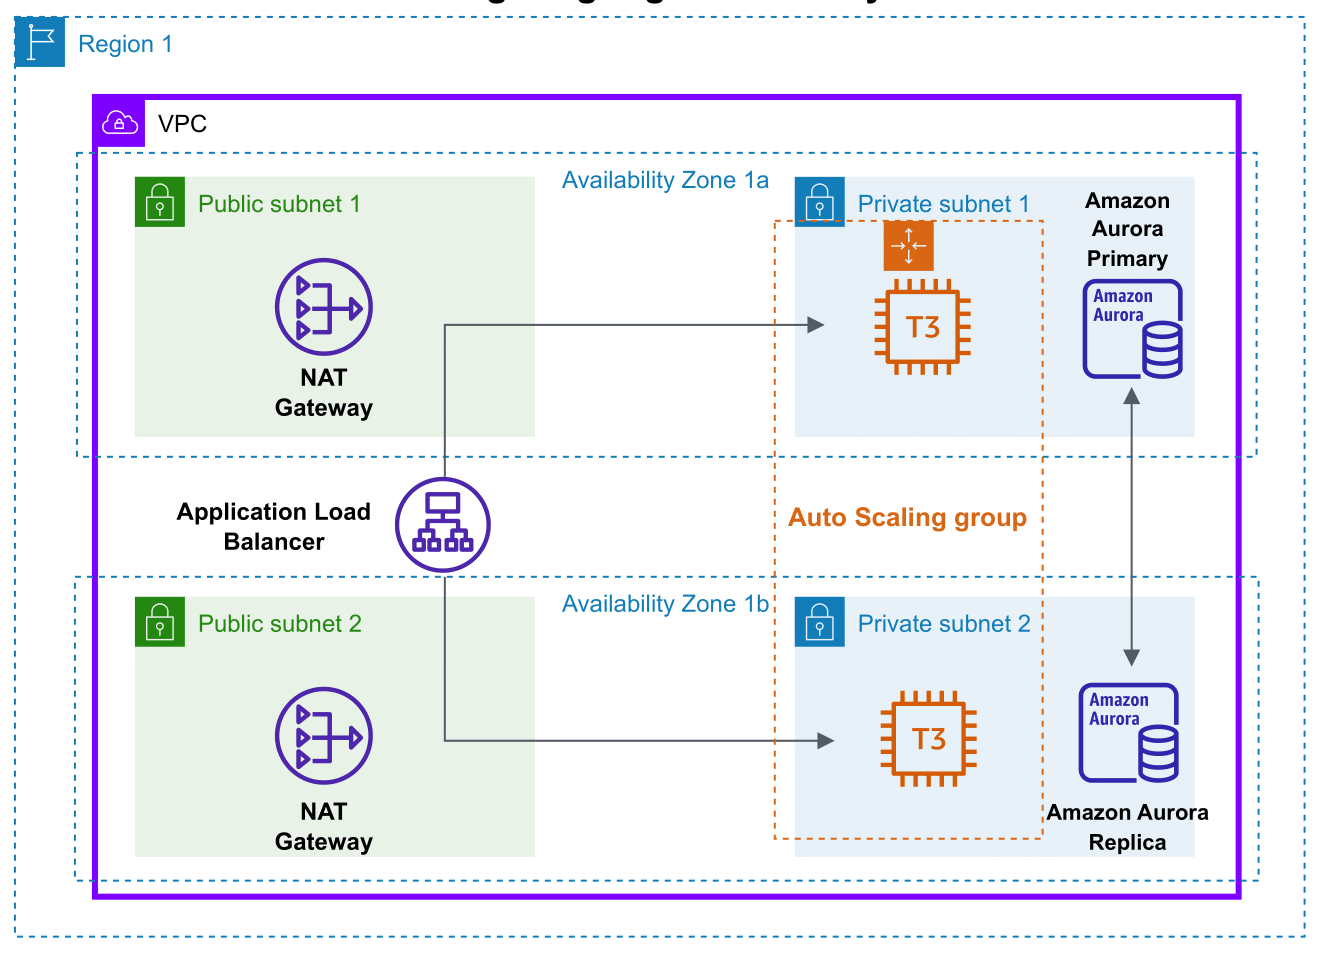 Region 1
VPC
Availability Zone 1a
Public subnet 1
Private subnet 1
Amazon
Aurora
Primary
Amazon
Aurora
T3
NAT
Gateway
Application Load
Balancer
Auto Scaling group
Availability Zone 1b
Public subnet 2
Private subnet 2
Amazon
Aurora
T3
NAT
Gateway
Amazon Aurora
Replica